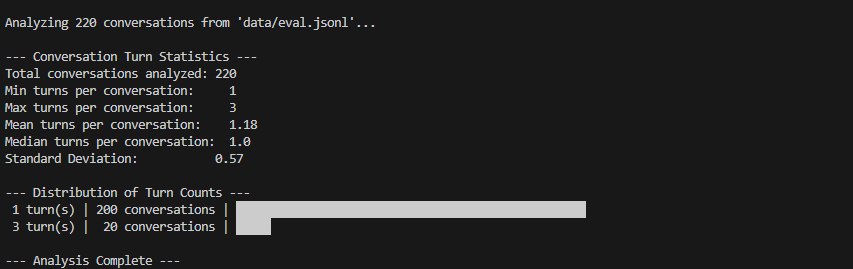 Analyzing 220 conversations from 'data/eval.jsonl'...
--- Conversation Turn Statistics ---
Total conversations analyzed: 220
Min turns per conversation:     1
Max turns per conversation:     3
Mean turns per conversation:    1.18
Median turns per conversation:  1.0
Standard Deviation:           0.57
--- Distribution of Turn Counts ---
 1 turn(s) | 200 conversations |
 3 turn(s) |  20 conversations |
--- Analysis Complete ---